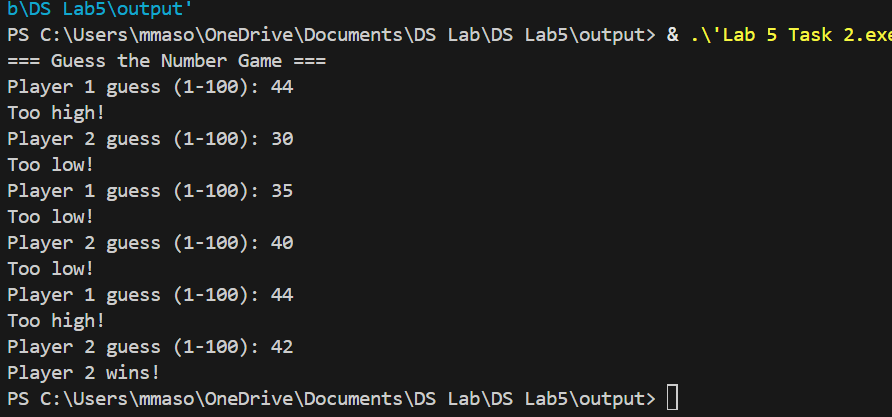 b\DS Lab5\output'
PS C:\Users\mmaso\OneDrive\Documents\DS Lab\DS Lab5\output> & .\'Lab 5 Task 2.exe
=== Guess the Number Game ===
Player 1 guess (1-100): 44
Too high!
Player 2 guess (1-100): 30
Too low!
Player 1 guess (1-100): 35
Too low!
Player 2 guess (1-100): 40
Too low!
Player 1 guess (1-100): 44
Too high!
Player 2 guess (1-100): 42
Player 2 wins!
PS C:\Users\mmaso\OneDrive\Documents\DS Lab\DS Lab5\output>